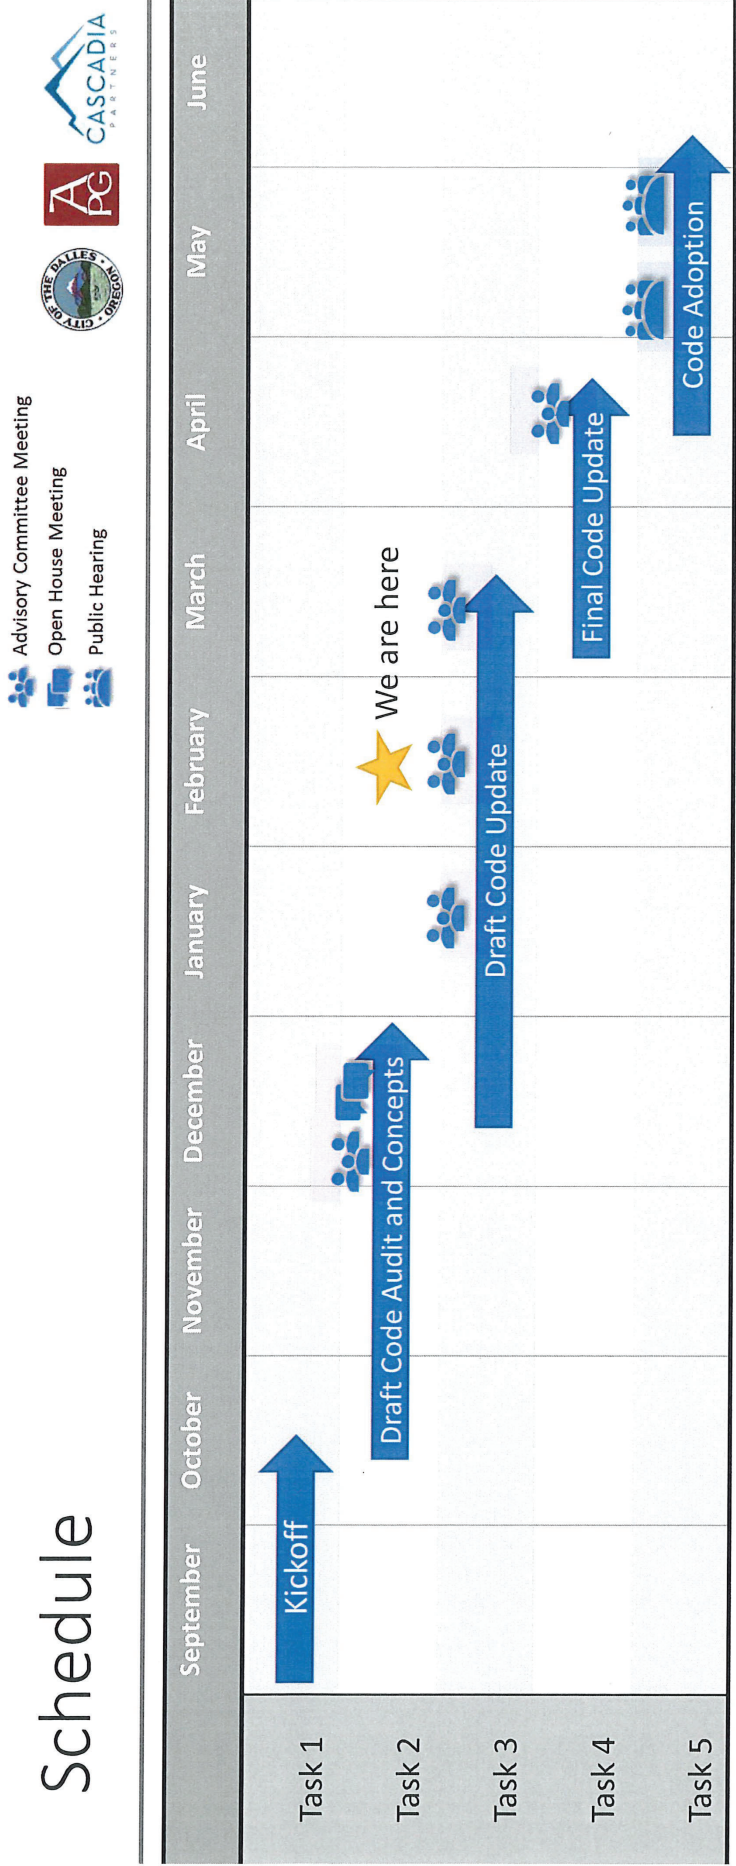 Schedule
Advisory Committee Meeting
Open House Meeting
Public Hearing
CITY OF THE DALLES • OREGON •
APG
CASCADIA
PARTNERS
September October November December January February March April May June
Task 1
Kickoff
Task 2
Draft Code Audit and Concepts
We are here
Task 3
Draft Code Update
Task 4
Final Code Update
Task 5
Code Adoption